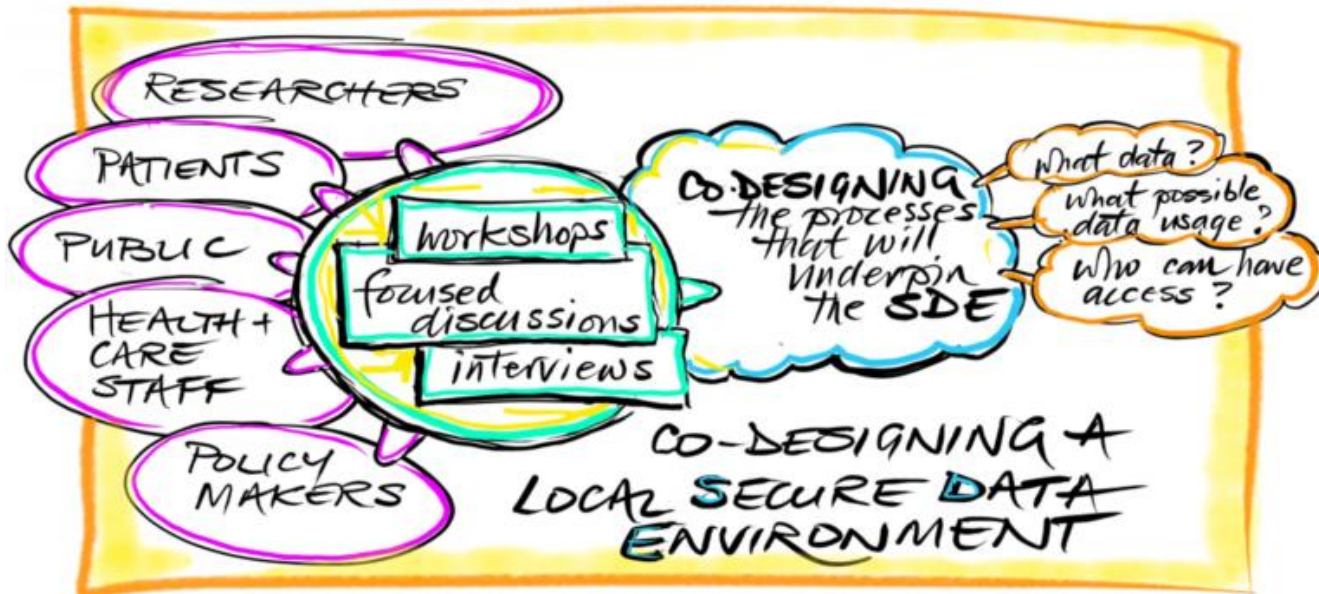 RESEARCHERS
PATIENTS
PUBLIC
HEALTH +
CARE
STAFF
POLICY
MAKERS
workshops
focused
discussions
interviews
CO-DESIGNING
the processes
that will
underpin
the SDE
what data?
what possible
data usage?
who can have
access?
CO-DESIGNING A
LOCAL SECURE DATA
ENVIRONMENT